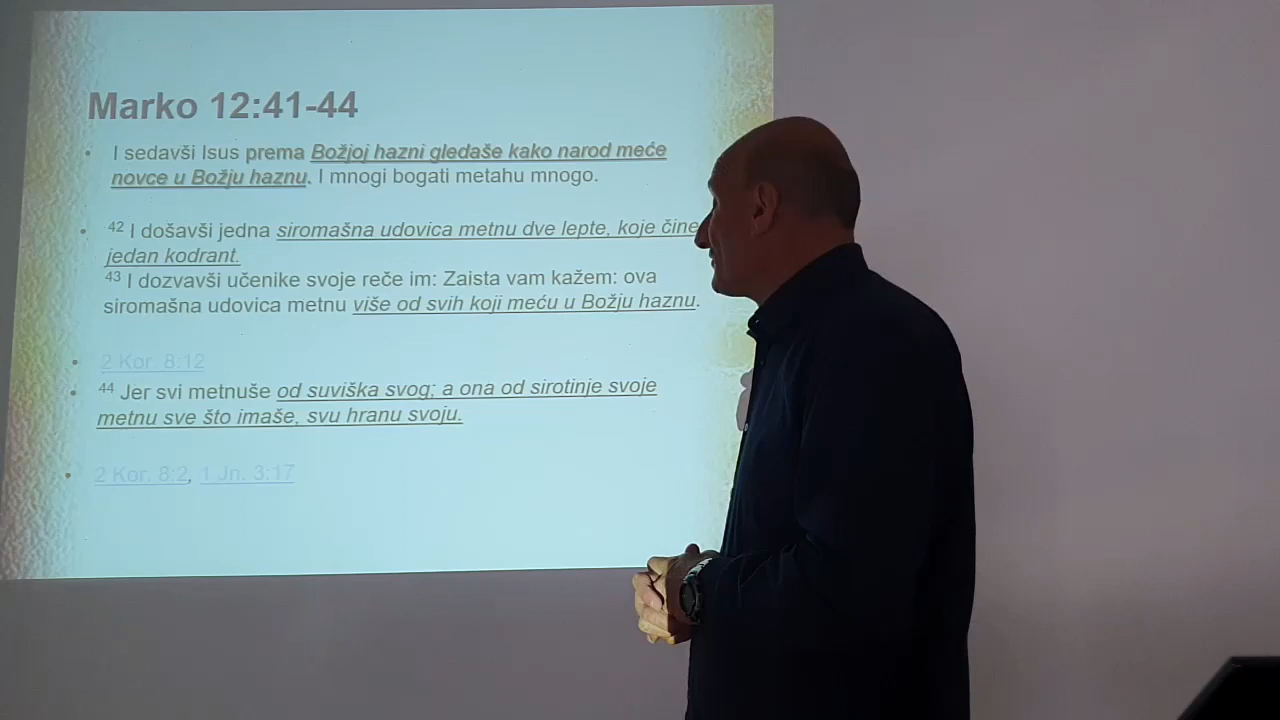 Marko 12:41-44
• I sedavši Isus prema Božjoj hazni gledaše kako narod meće
novce u Božju haznu. I mnogi bogati metahu mnogo.
• 42 I došavši jedna siromašna udovica metnu dve lepte, koje čine
jedan kodrant.
43 I dozvavši učenike svoje reče im: Zaista vam kažem: ova
siromašna udovica metnu više od svih koji meću u Božju haznu.
• 2 Kor. 8:12
• 44 Jer svi metnuše od suviška svog; a ona od sirotinje svoje
metnu sve što imaše, svu hranu svoju.
• 2 Kor. 8:2, 1 Jn. 3:17